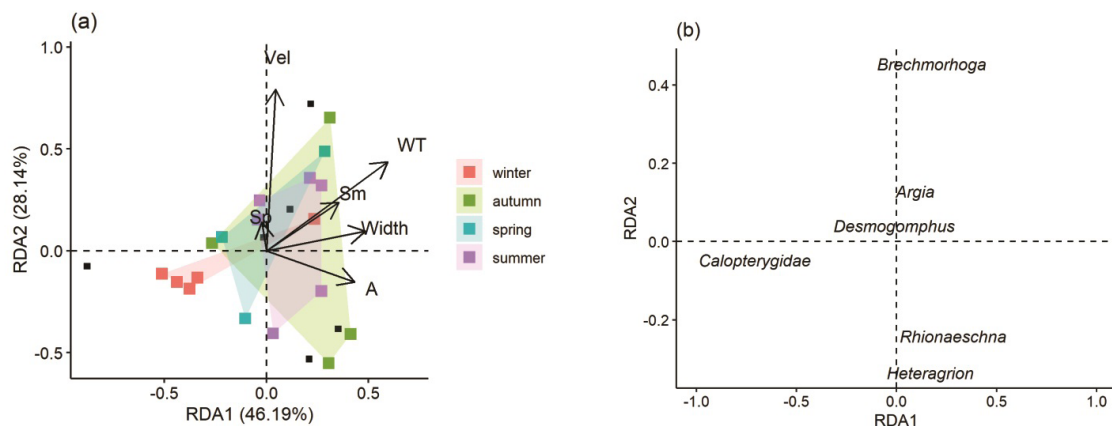 (a)
1.0
0.5
0.0
-0.5
RDA2 (28.14%)
-0.5
0.0
0.5
RDA1 (46.19%)
Vel
WT
Sm
Sp
Width
A
winter
autumn
spring
summer
(b)
0.4
0.2
0.0
-0.2
RDA2
-1.0
-0.5
0.0
0.5
1.0
RDA1
Brechmorhoga
Argia
Desmogomphus
Calopterygidae
Rhionaeschna
Heteragrion